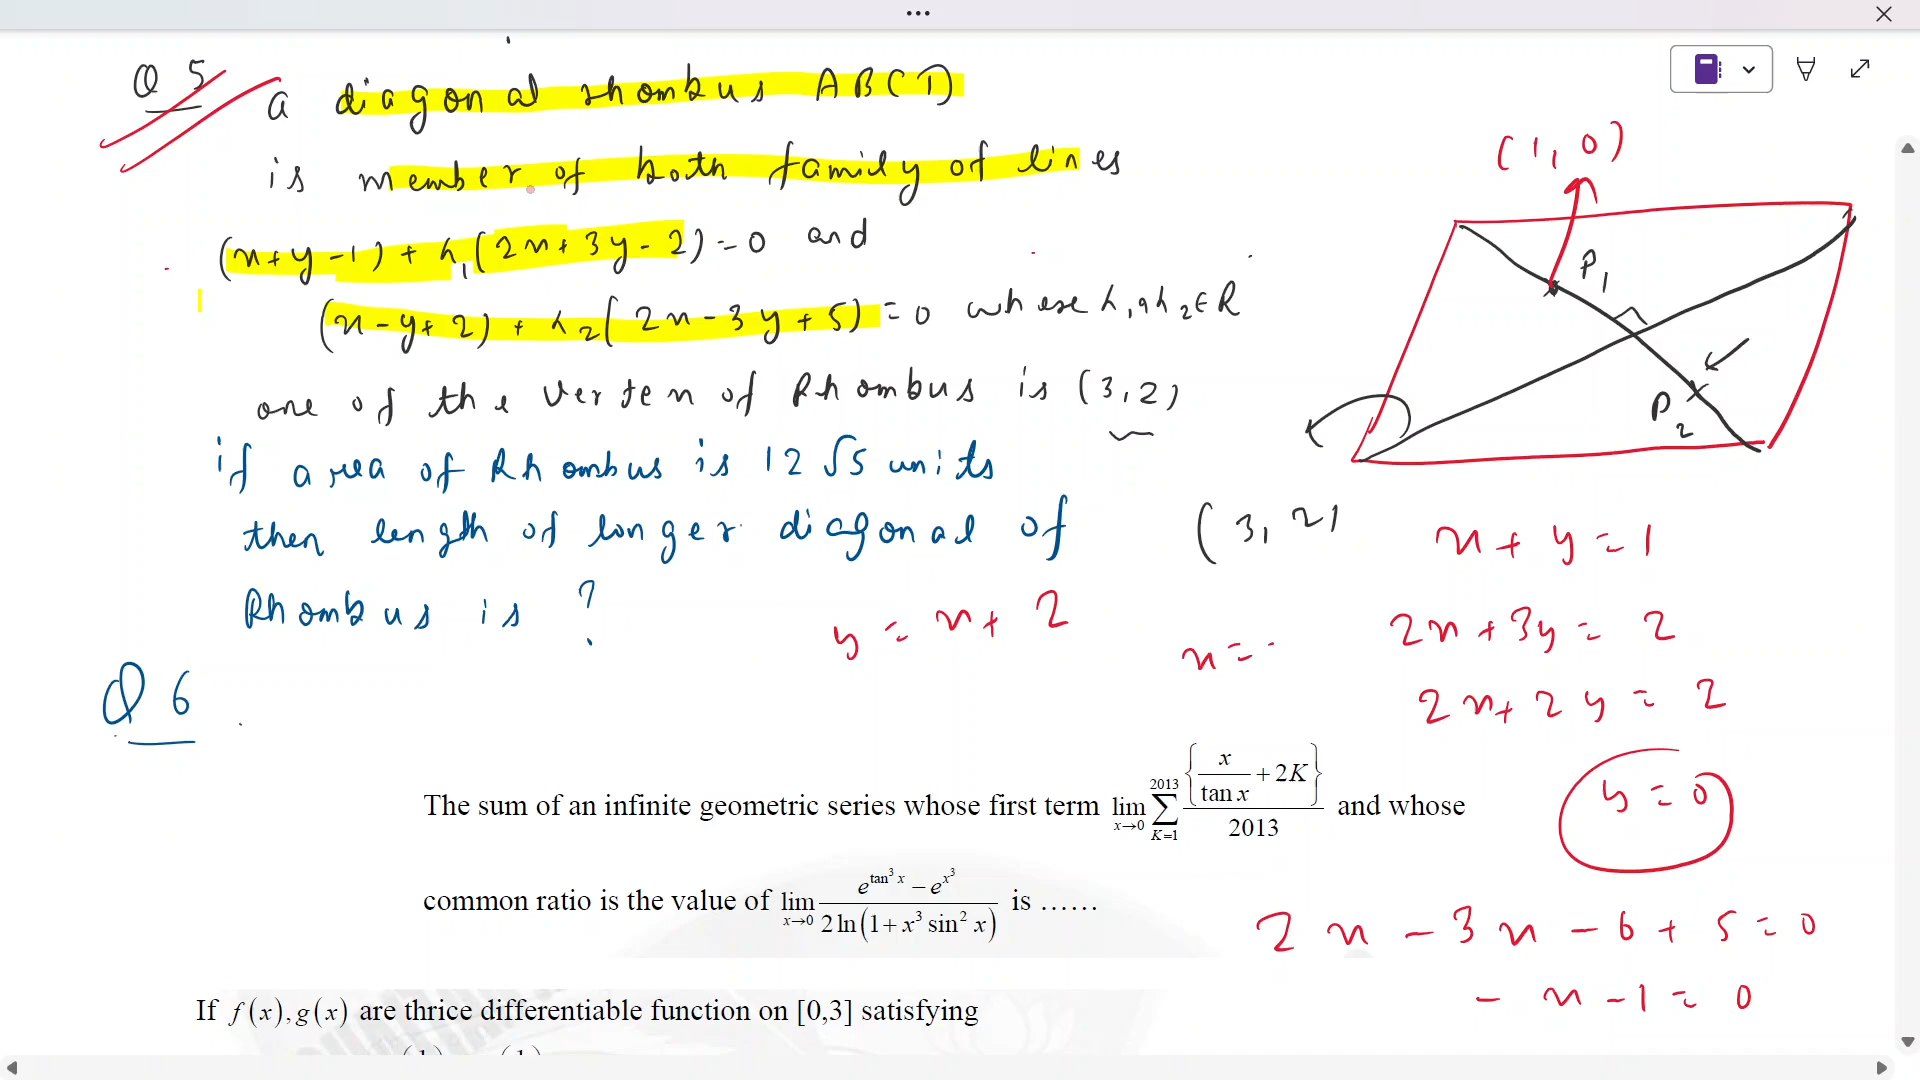 Q 5
a diagonal rhombus ABCD
is member of both family of lines
(x+y-1) + λ₁(2x+3y-2) = 0 and
(x-y+2) + λ₂(2x-3y+5) = 0 where λ₁, λ₂ ∈ R
one of the vertex of Rhombus is (3,2)
if area of Rhombus is 12√5 units
then length of longer diagonal of
Rhombus is ?
(1,0)
P₁
P₂
(3,2)
x+y=1
y = x+2
x=-
2x+3y=2
2x+2y=2
y=0
2x-3x-6+5=0
-x-1=0
Q 6
The sum of an infinite geometric series whose first term lim x→0 ∑ K=1 2013 {x/tan x + 2K}/2013 and whose
common ratio is the value of lim x→0 (e^(tan³ x) − e^(x³))/(2 ln(1+x³ sin² x)) is ......
If f(x), g(x) are thrice differentiable function on [0,3] satisfying